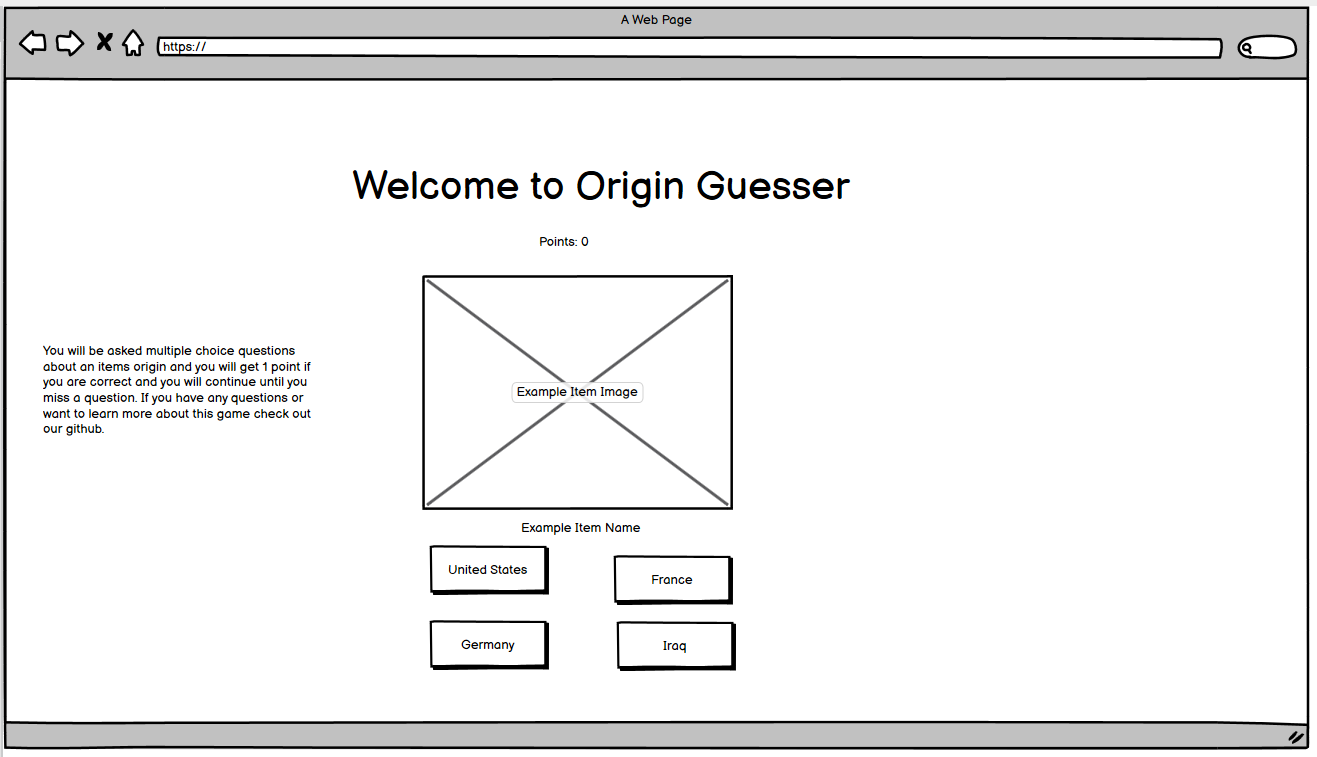 A Web Page
https://
Welcome to Origin Guesser
Points: 0
You will be asked multiple choice questions
about an items origin and you will get 1 point if
you are correct and you will continue until you
miss a question. If you have any questions or
want to learn more about this game check out
our github.
Example Item Image
Example Item Name
United States
France
Germany
Iraq